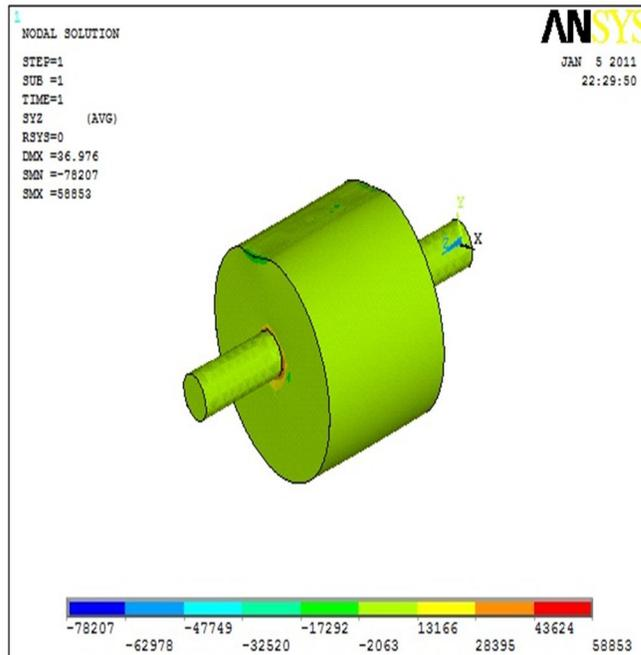 1
NODAL SOLUTION
STEP=1
SUB =1
TIME=1
SYZ (AVG)
RSYS=0
DMX =36.976
SMN =-78207
SMX =58853
ANSYS
JAN 5 2011
22:29:50
Y
Z X
-78207 -47749 -17292 13166 43624
-62978 -32520 -2063 28395 58853